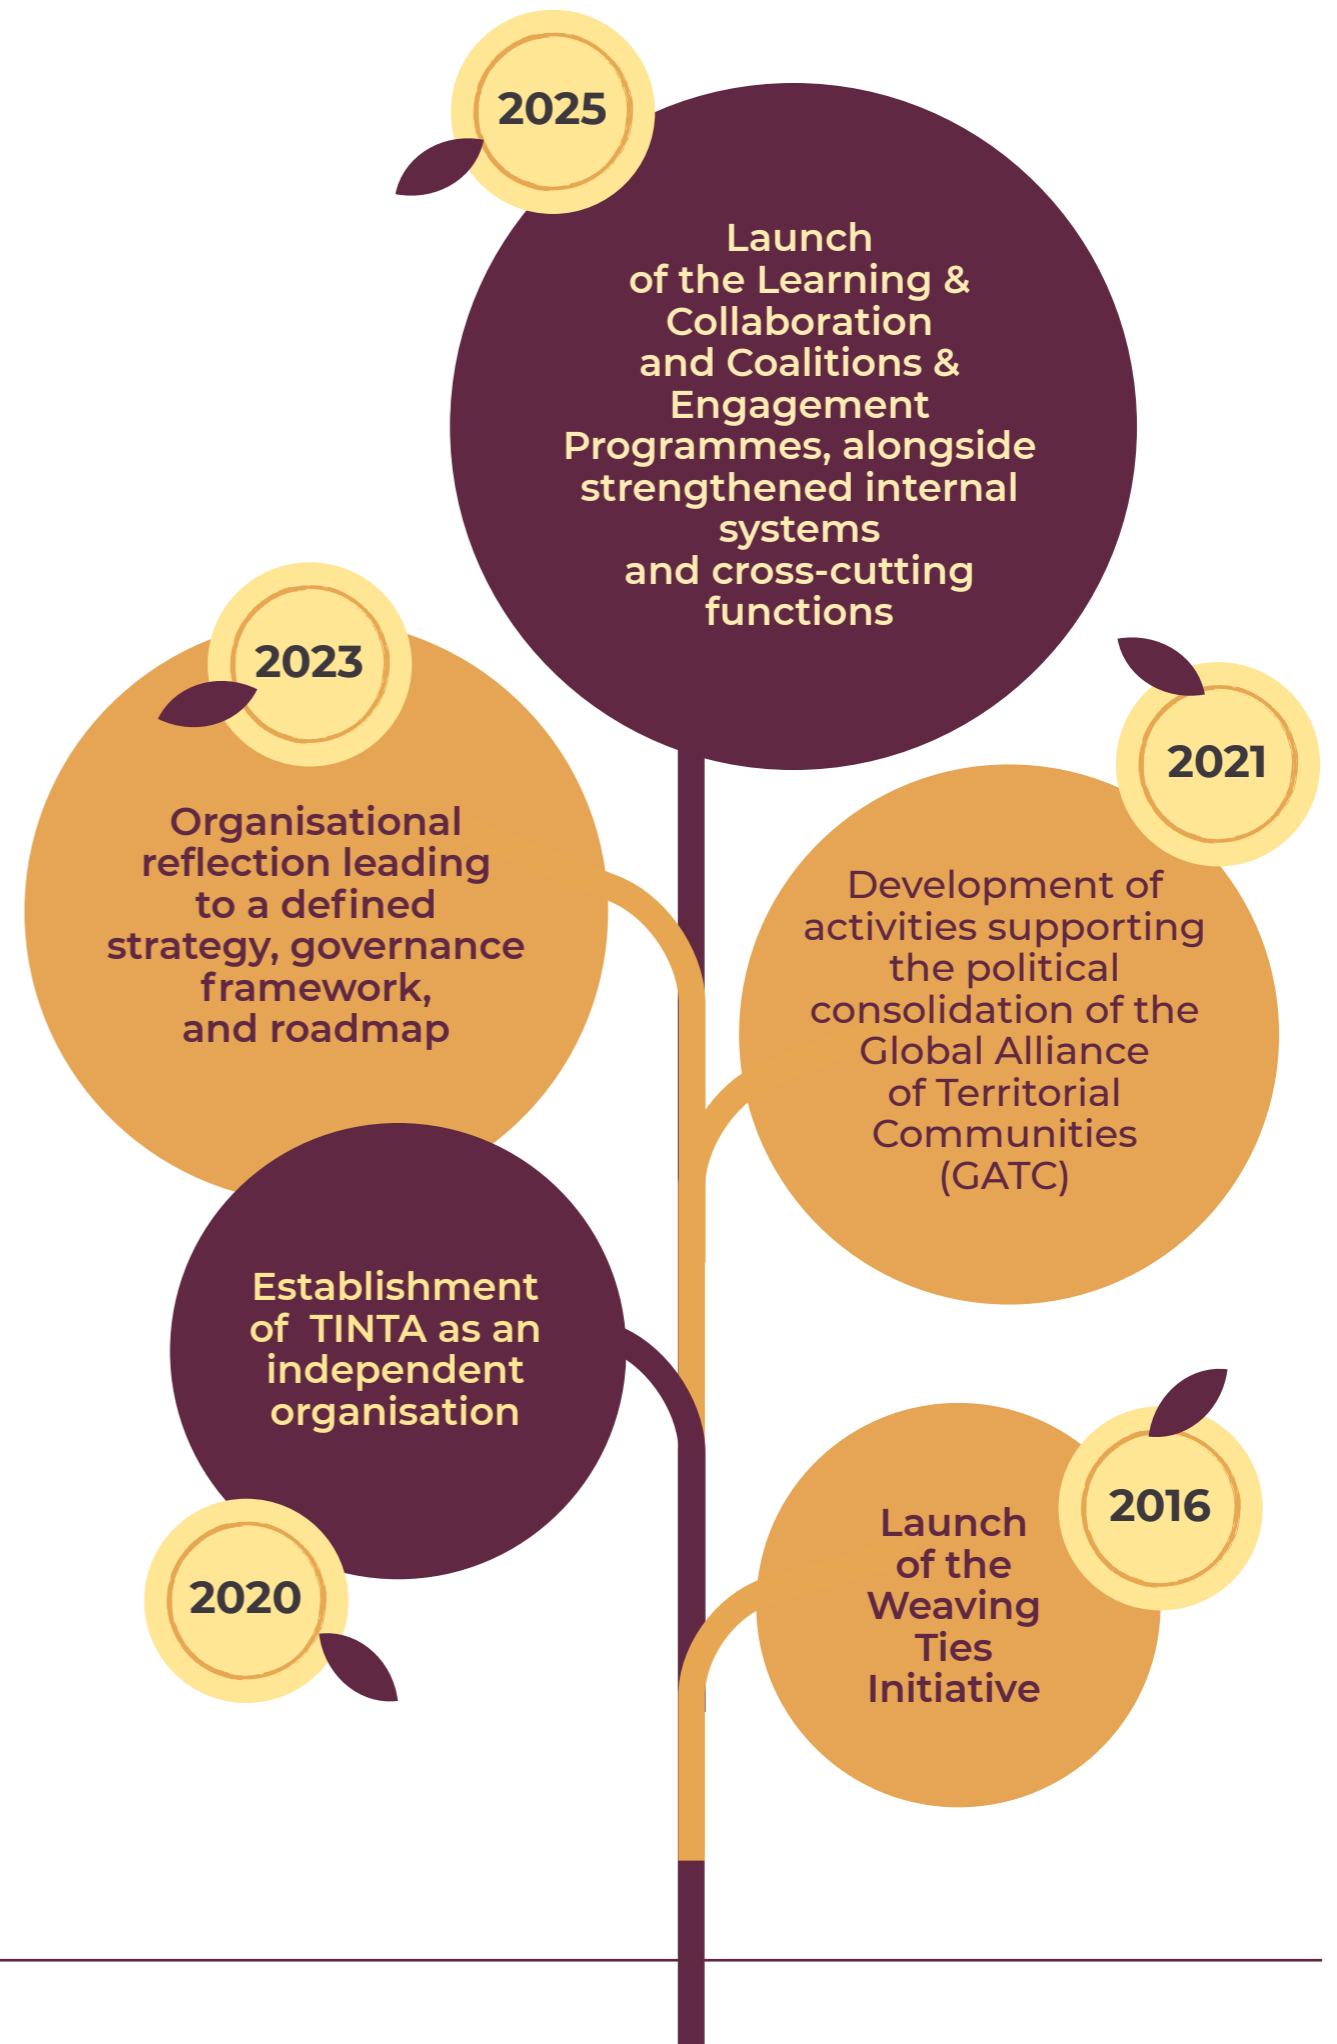 2025
Launch
of the Learning &
Collaboration
and Coalitions &
Engagement
Programmes, alongside
strengthened internal
systems
and cross-cutting
functions
2023
Organisational
reflection leading
to a defined
strategy, governance
framework,
and roadmap
2021
Development of
activities supporting
the political
consolidation of the
Global Alliance
of Territorial
Communities
(GATC)
Establishment
of TINTA as an
independent
organisation
2020
2016
Launch
of the
Weaving
Ties
Initiative